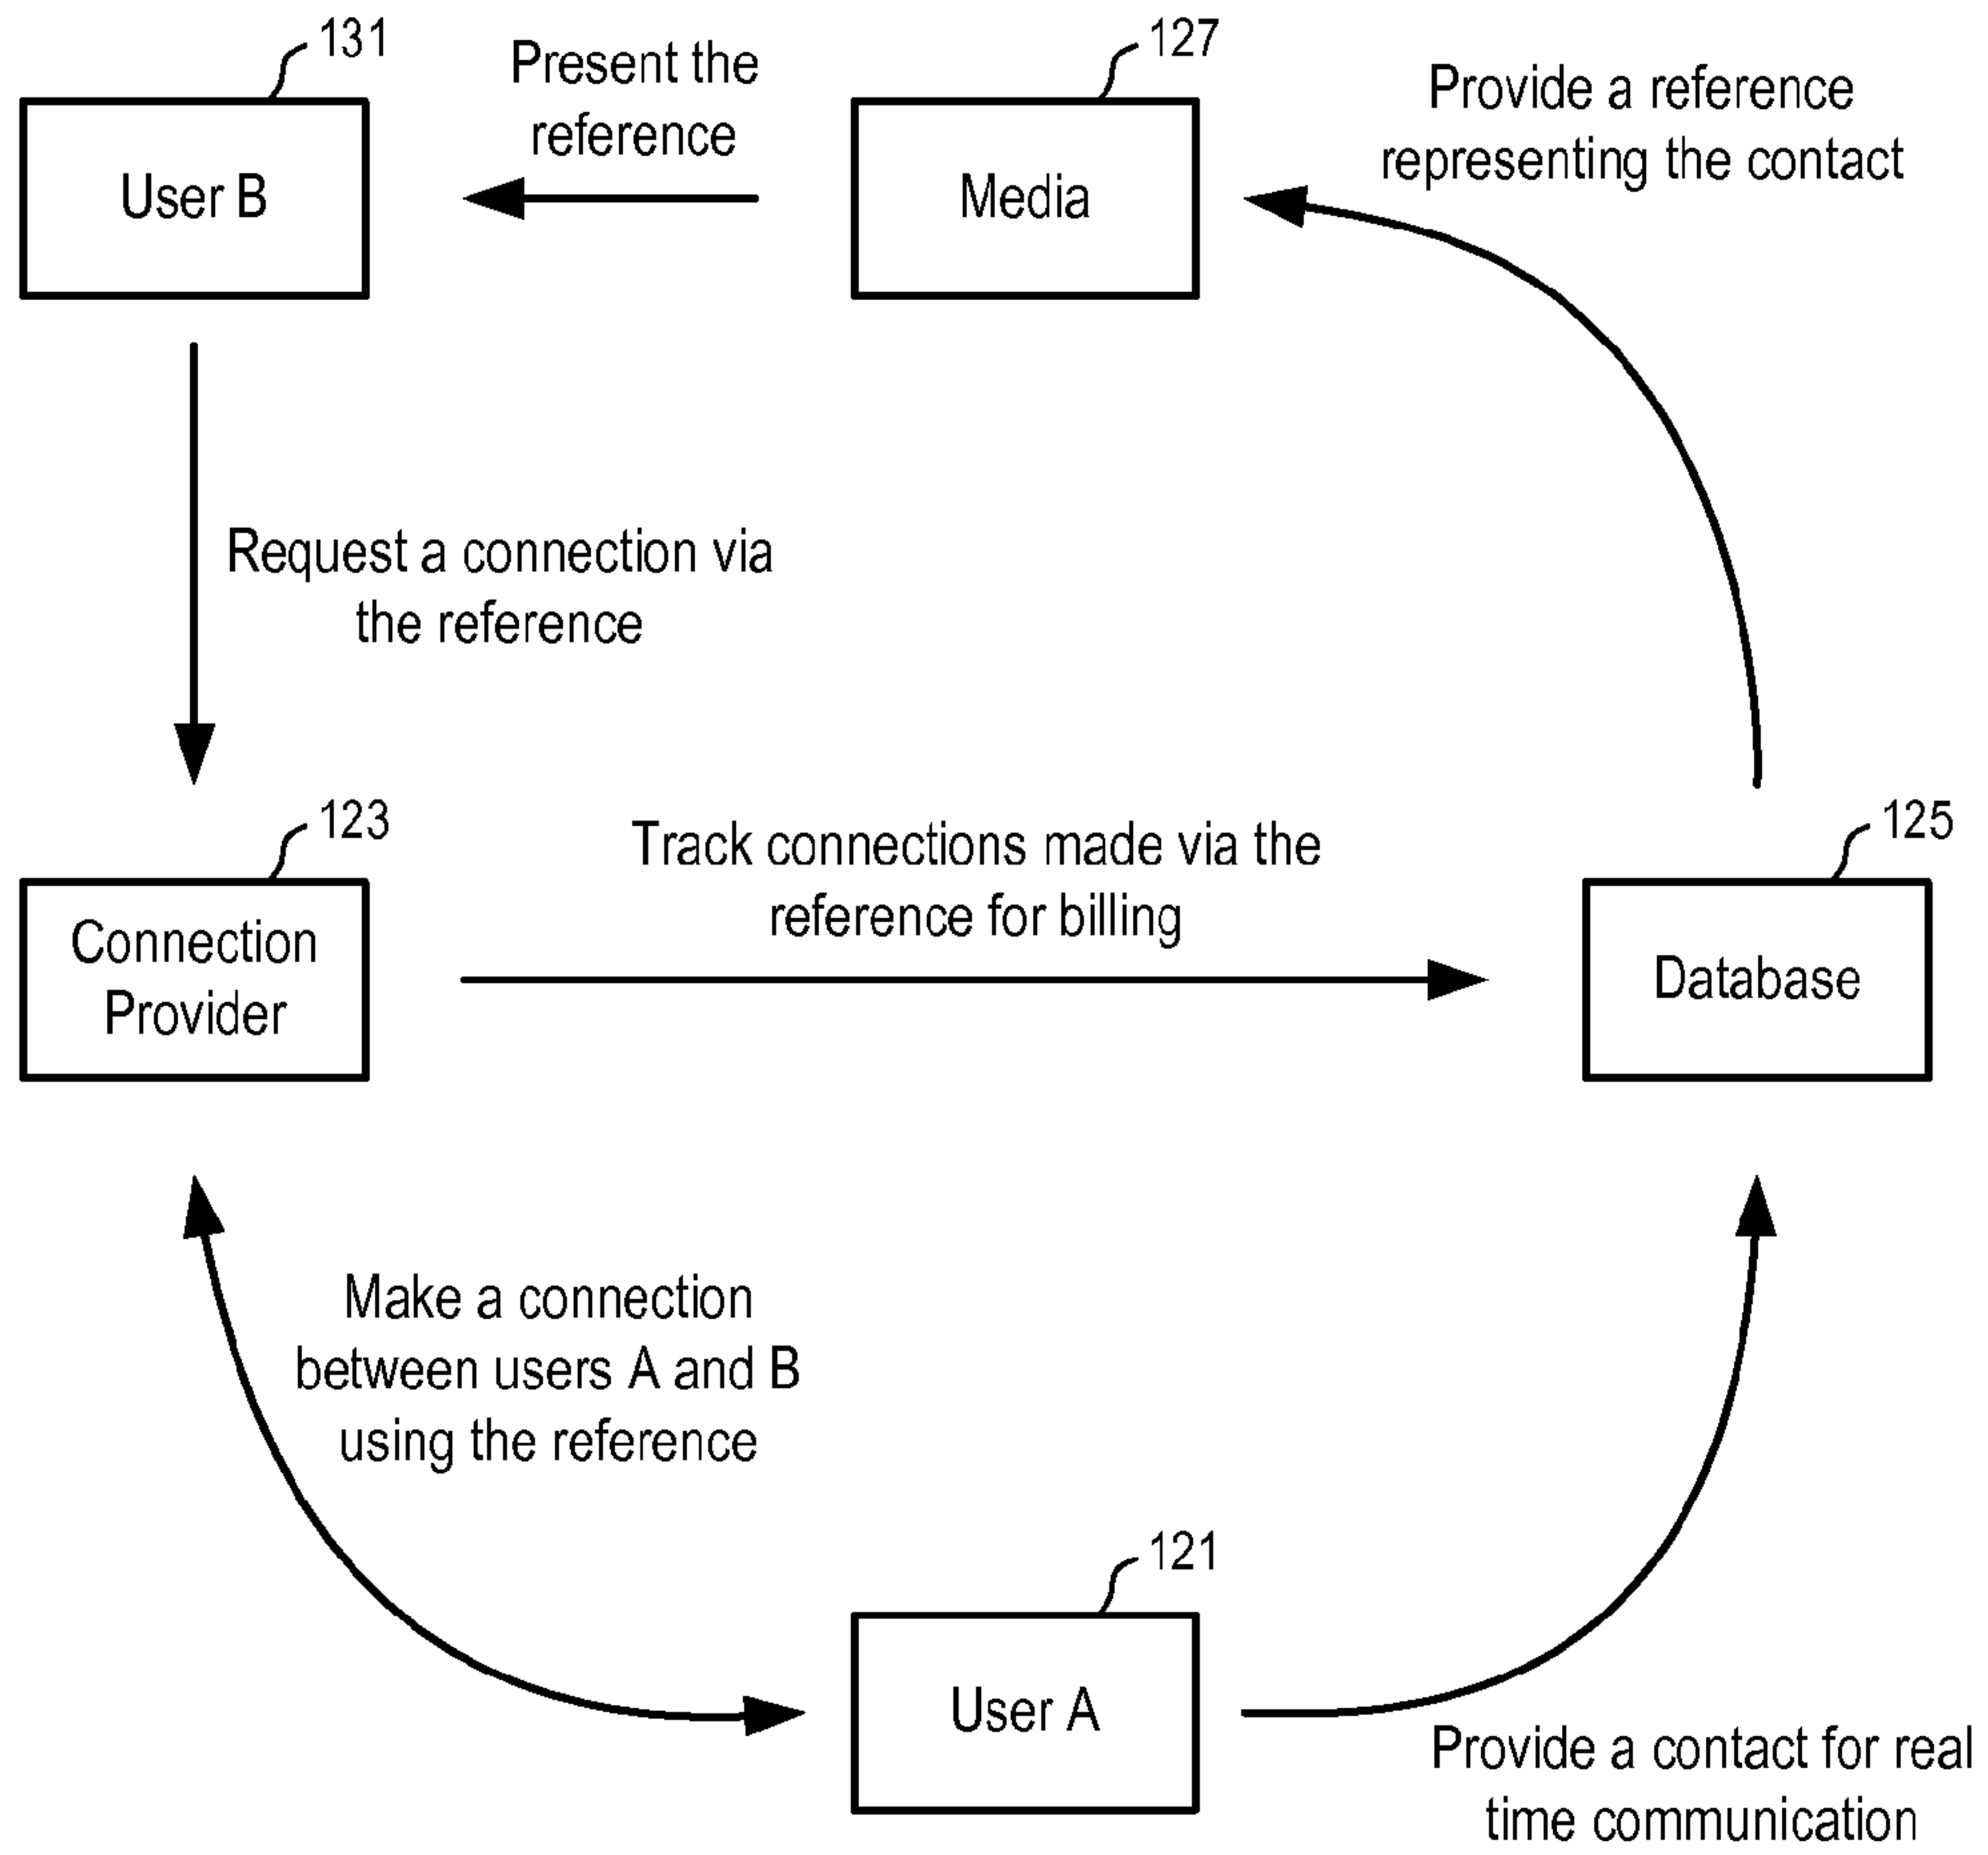 131
Present the
reference
127
Provide a reference
representing the contact
User B
Media
Request a connection via
the reference
123
Track connections made via the
reference for billing
125
Connection
Provider
Database
Make a connection
between users A and B
using the reference
121
User A
Provide a contact for real
time communication